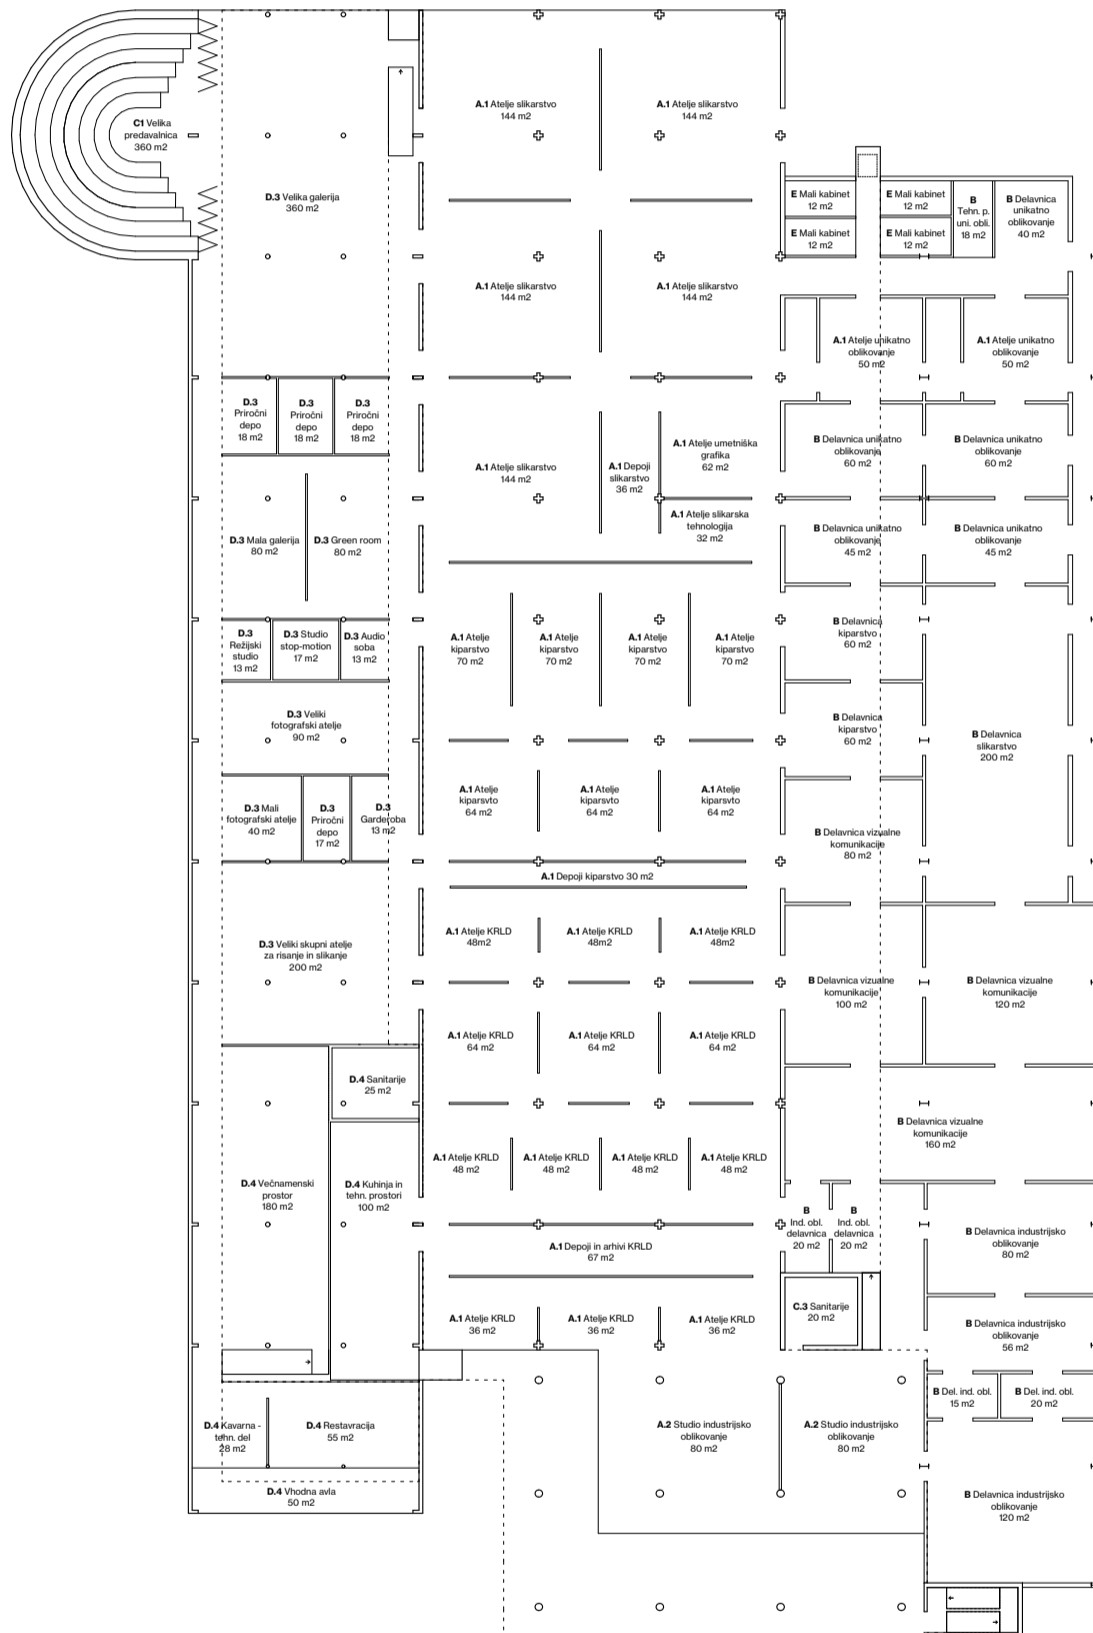 C1 Velika
predavalnica
360 m2
D.3 Velika galerija
360 m2
A.1 Atelje slikarstvo
144 m2
A.1 Atelje slikarstvo
144 m2
E Mali kabinet
12 m2
E Mali kabinet
12 m2
E Mali kabinet
12 m2
E Mali kabinet
12 m2
B
Tehn. p.
uni. obli.
18 m2
B Delavnica
unikatno
oblikovanje
40 m2
A.1 Atelje slikarstvo
144 m2
A.1 Atelje slikarstvo
144 m2
A.1 Atelje unikatno
oblikovanje
50 m2
A.1 Atelje unikatno
oblikovanje
50 m2
D.3
Priročni
depo
18 m2
D.3
Priročni
depo
18 m2
D.3
Priročni
depo
18 m2
A.1 Atelje slikarstvo
144 m2
A.1 Depoji
slikarstvo
36 m2
A.1 Atelje umetniška
grafika
62 m2
A.1 Atelje slikarska
tehnologija
32 m2
B Delavnica unikatno
oblikovanje
60 m2
B Delavnica unikatno
oblikovanje
60 m2
D.3 Mala galerija
80 m2
D.3 Green room
80 m2
B Delavnica unikatno
oblikovanje
45 m2
B Delavnica unikatno
oblikovanje
45 m2
D.3
Režijski
studio
13 m2
D.3 Studio
stop-motion
17 m2
D.3 Audio
soba
13 m2
A.1 Atelje
kiparstvo
70 m2
A.1 Atelje
kiparstvo
70 m2
A.1 Atelje
kiparstvo
70 m2
A.1 Atelje
kiparstvo
70 m2
B Delavnica
kiparstvo
60 m2
D.3 Veliki
fotografski atelje
90 m2
B Delavnica
kiparstvo
60 m2
B Delavnica
slikarstvo
200 m2
D.3 Mali
fotografski atelje
40 m2
D.3
Priročni
depo
17 m2
D.3
Garderoba
13 m2
A.1 Atelje
kiparsvto
64 m2
A.1 Atelje
kiparsvto
64 m2
A.1 Atelje
kiparsvto
64 m2
B Delavnica vizualne
komunikacije
80 m2
A.1 Depoji kiparstvo 30 m2
D.3 Veliki skupni atelje
za risanje in slikanje
200 m2
A.1 Atelje KRLD
48m2
A.1 Atelje KRLD
48m2
A.1 Atelje KRLD
48m2
B Delavnica vizualne
komunikacije
100 m2
B Delavnica vizualne
komunikacije
120 m2
A.1 Atelje KRLD
64 m2
A.1 Atelje KRLD
64 m2
A.1 Atelje KRLD
64 m2
D.4 Sanitarije
25 m2
B Delavnica vizualne
komunikacije
160 m2
A.1 Atelje KRLD
48 m2
A.1 Atelje KRLD
48 m2
A.1 Atelje KRLD
48 m2
A.1 Atelje KRLD
48 m2
D.4 Večnamenski
prostor
180 m2
D.4 Kuhinja in
tehn. prostori
100 m2
B
Ind. obl.
delavnica
20 m2
B
Ind. obl.
delavnica
20 m2
B Delavnica industrijsko
oblikovanje
80 m2
A.1 Depoji in arhivi KRLD
67 m2
C.3 Sanitarije
20 m2
A.1 Atelje KRLD
36 m2
A.1 Atelje KRLD
36 m2
A.1 Atelje KRLD
36 m2
B Delavnica industrijsko
oblikovanje
56 m2
B Del. ind. obl.
15 m2
B Del. ind. obl.
20 m2
D.4 Kavarna -
tehn. del
28 m2
D.4 Restavracija
55 m2
A.2 Studio industrijsko
oblikovanje
80 m2
A.2 Studio industrijsko
oblikovanje
80 m2
D.4 Vhodna avla
50 m2
B Delavnica industrijsko
oblikovanje
120 m2